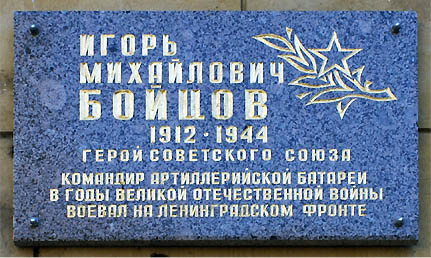 ИГОРЬ
МИХАЙЛОВИЧ
БОЙЦОВ
1912 · 1944
ГЕРОЙ СОВЕТСКОГО СОЮЗА
КОМАНДИР АРТИЛЛЕРИЙСКОЙ БАТАРЕИ
В ГОДЫ ВЕЛИКОЙ ОТЕЧЕСТВЕННОЙ ВОЙНЫ
ВОЕВАЛ НА ЛЕНИНГРАДСКОМ ФРОНТЕ